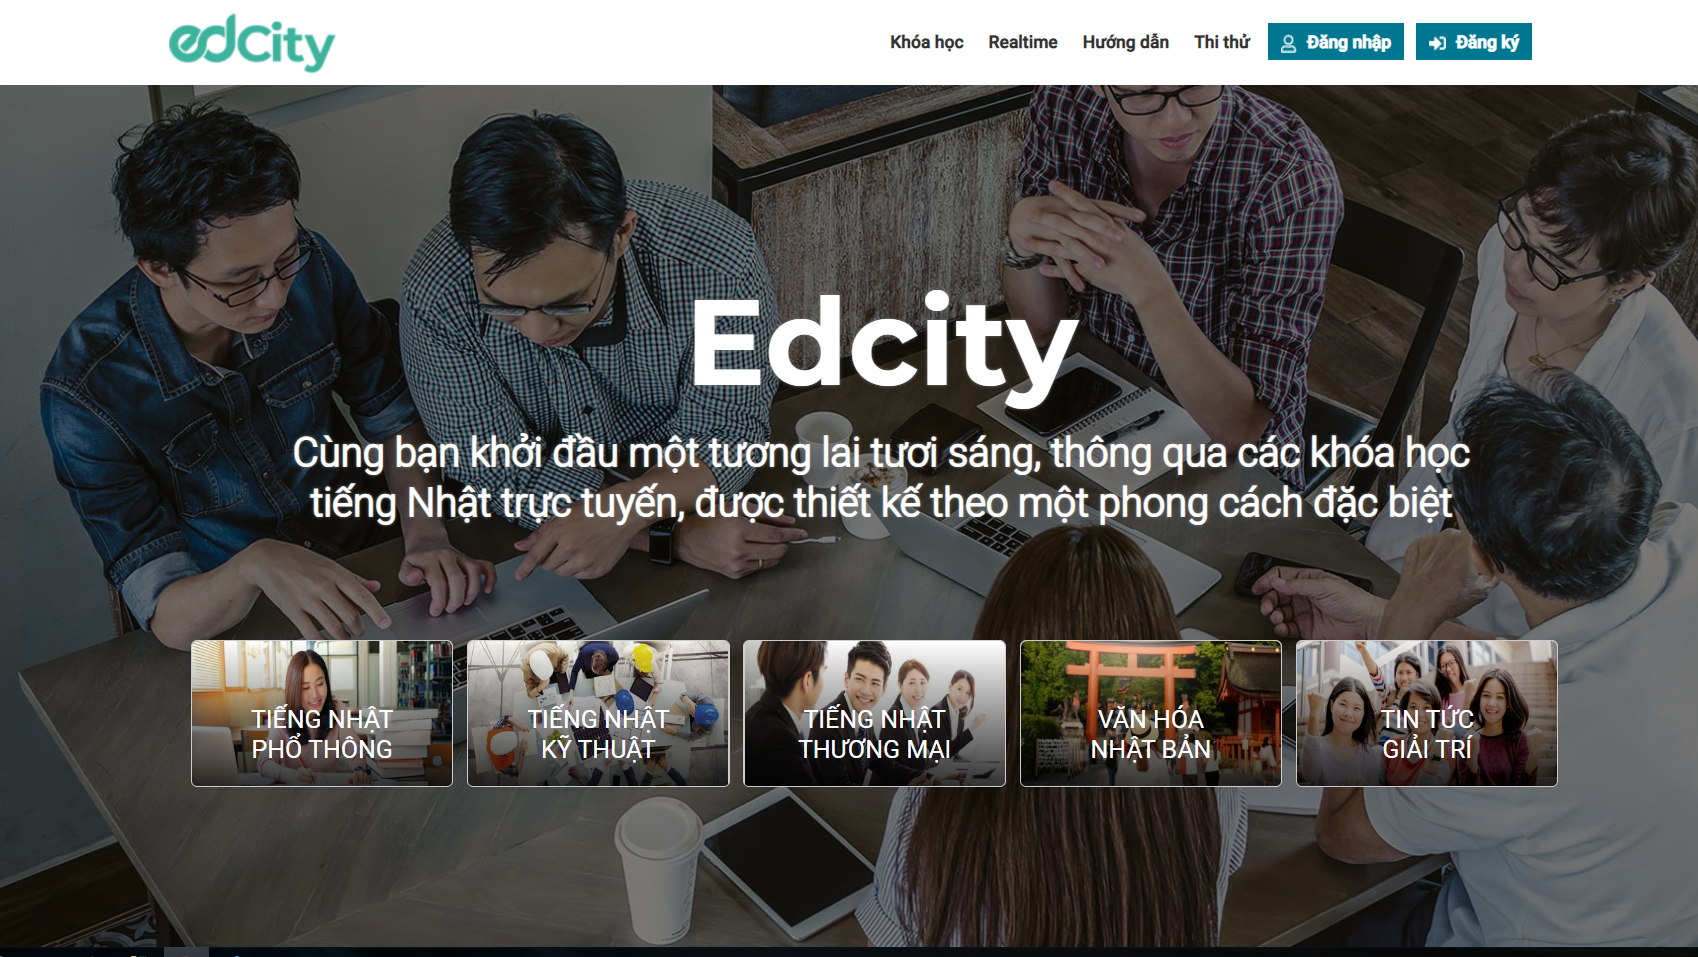 edcity
Khóa học
Realtime
Hướng dẫn
Thi thử
Đăng nhập
Đăng ký
Edcity
Cùng bạn khởi đầu một tương lai tươi sáng, thông qua các khóa học
tiếng Nhật trực tuyến, được thiết kế theo một phong cách đặc biệt
TIẾNG NHẬT
PHỔ THÔNG
TIẾNG NHẬT
KỸ THUẬT
TIẾNG NHẬT
THƯƠNG MẠI
VĂN HÓA
NHẬT BẢN
TIN TỨC
GIẢI TRÍ